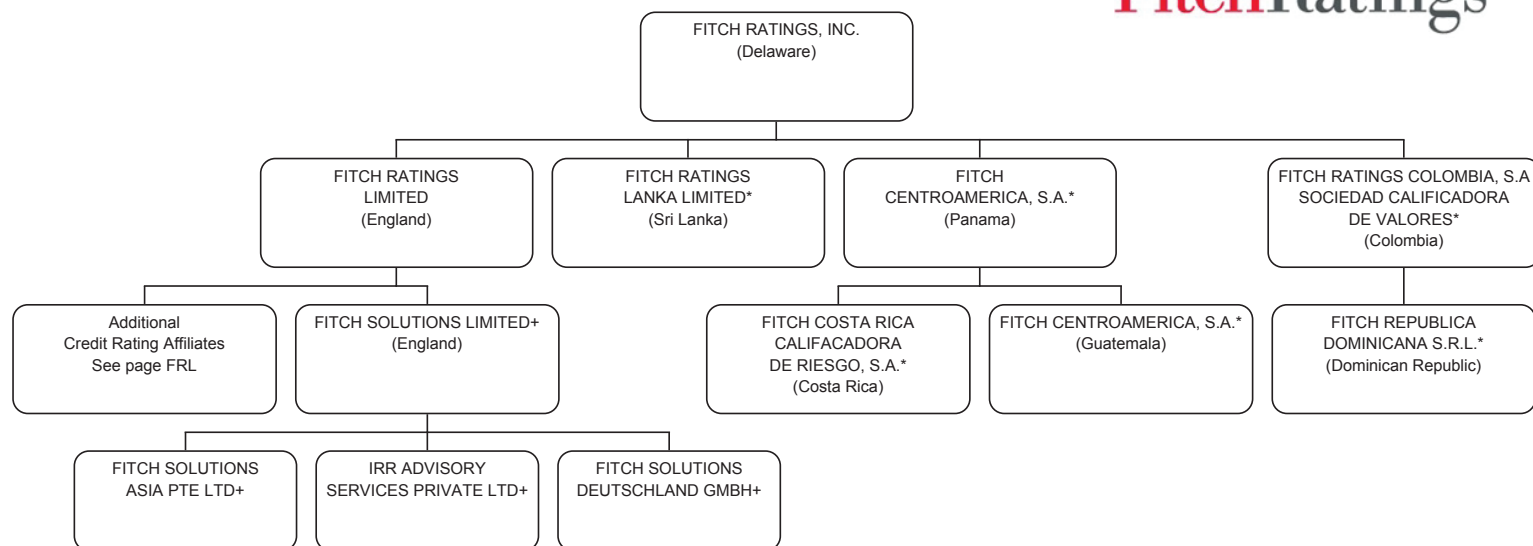 FitchRatings
FITCH RATINGS, INC.
(Delaware)
FITCH RATINGS
LIMITED
(England)
FITCH RATINGS
LANKA LIMITED*
(Sri Lanka)
FITCH
CENTROAMERICA, S.A.*
(Panama)
FITCH RATINGS COLOMBIA, S.A
SOCIEDAD CALIFICADORA
DE VALORES*
(Colombia)
Additional
Credit Rating Affiliates
See page FRL
FITCH SOLUTIONS LIMITED+
(England)
FITCH COSTA RICA
CALIFACADORA
DE RIESGO, S.A.*
(Costa Rica)
FITCH CENTROAMERICA, S.A.*
(Guatemala)
FITCH REPUBLICA
DOMINICANA S.R.L.*
(Dominican Republic)
FITCH SOLUTIONS
ASIA PTE LTD+
IRR ADVISORY
SERVICES PRIVATE LTD+
FITCH SOLUTIONS
DEUTSCHLAND GMBH+